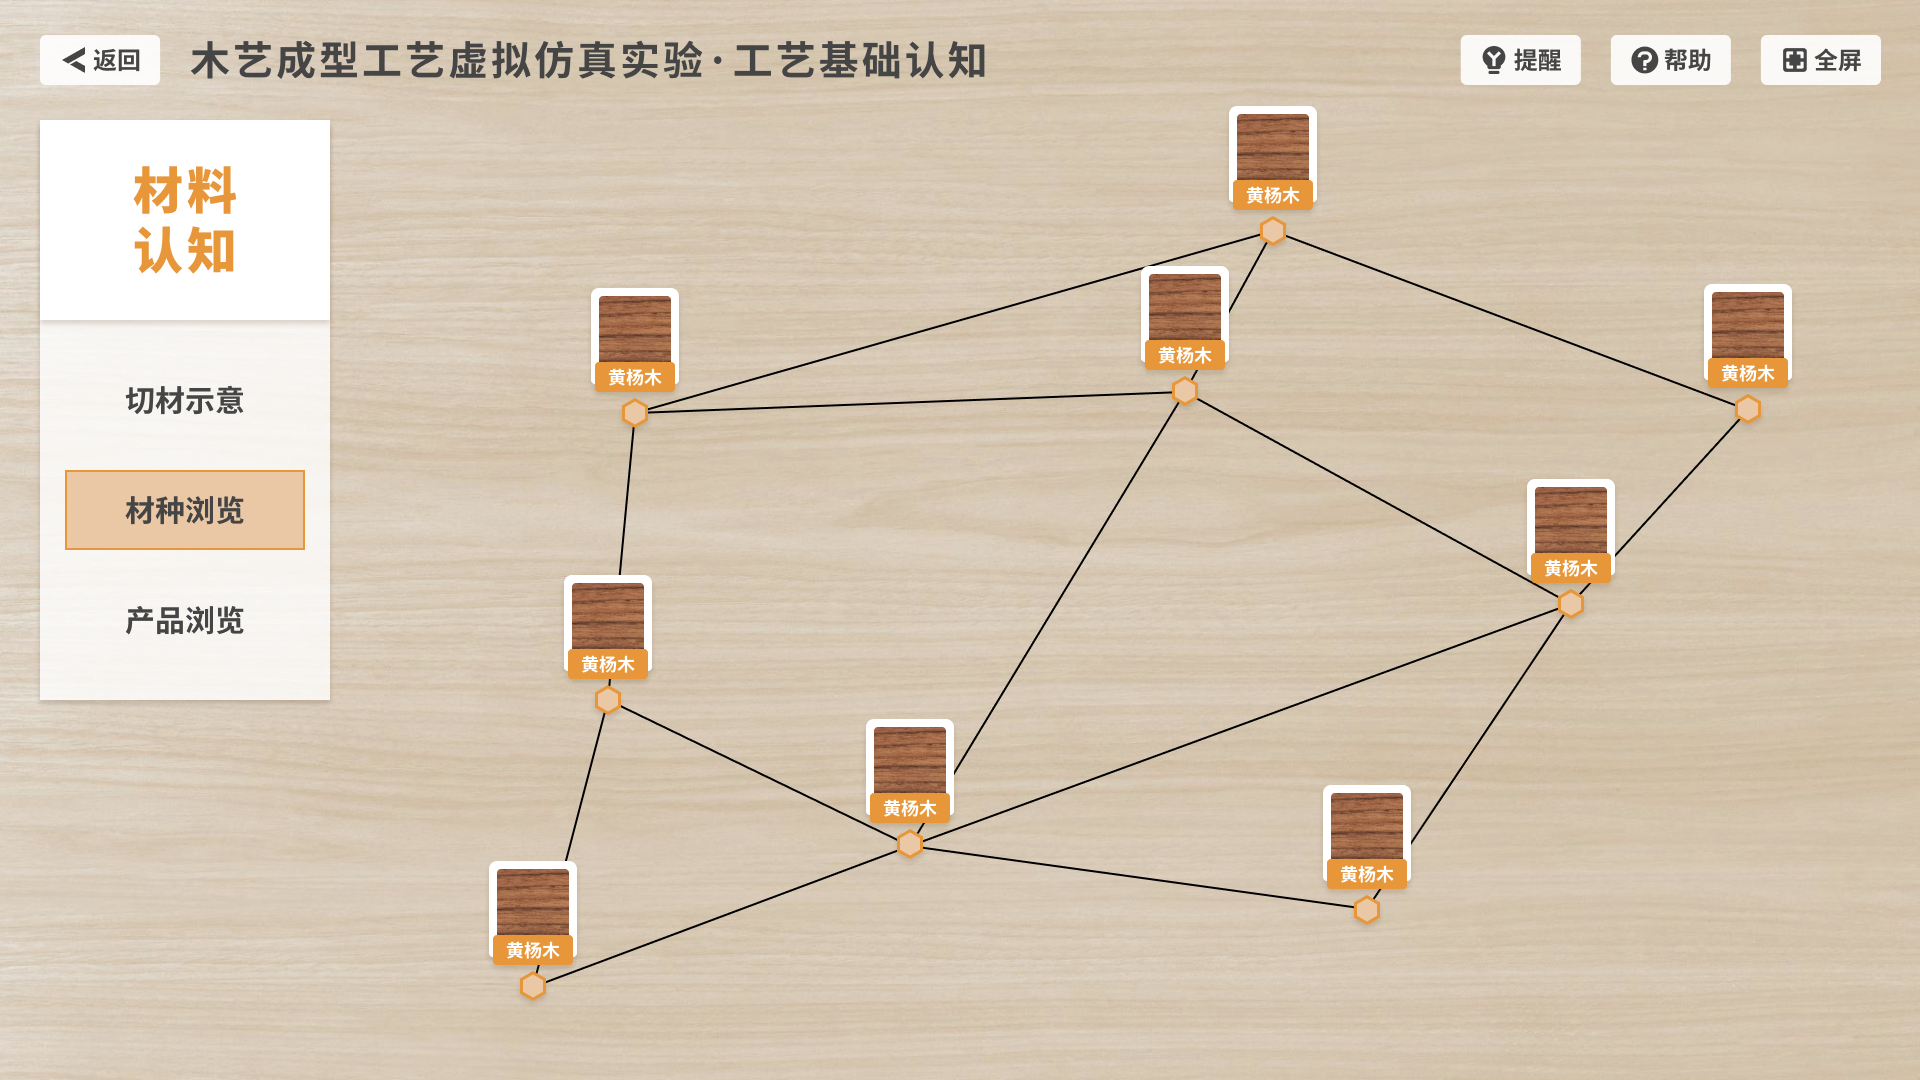 返回
木艺成型工艺虚拟仿真实验·工艺基础认知
提醒
帮助
全屏
材料
认知
切材示意
材种浏览
产品浏览
黄杨木
黄杨木
黄杨木
黄杨木
黄杨木
黄杨木
黄杨木
黄杨木
黄杨木